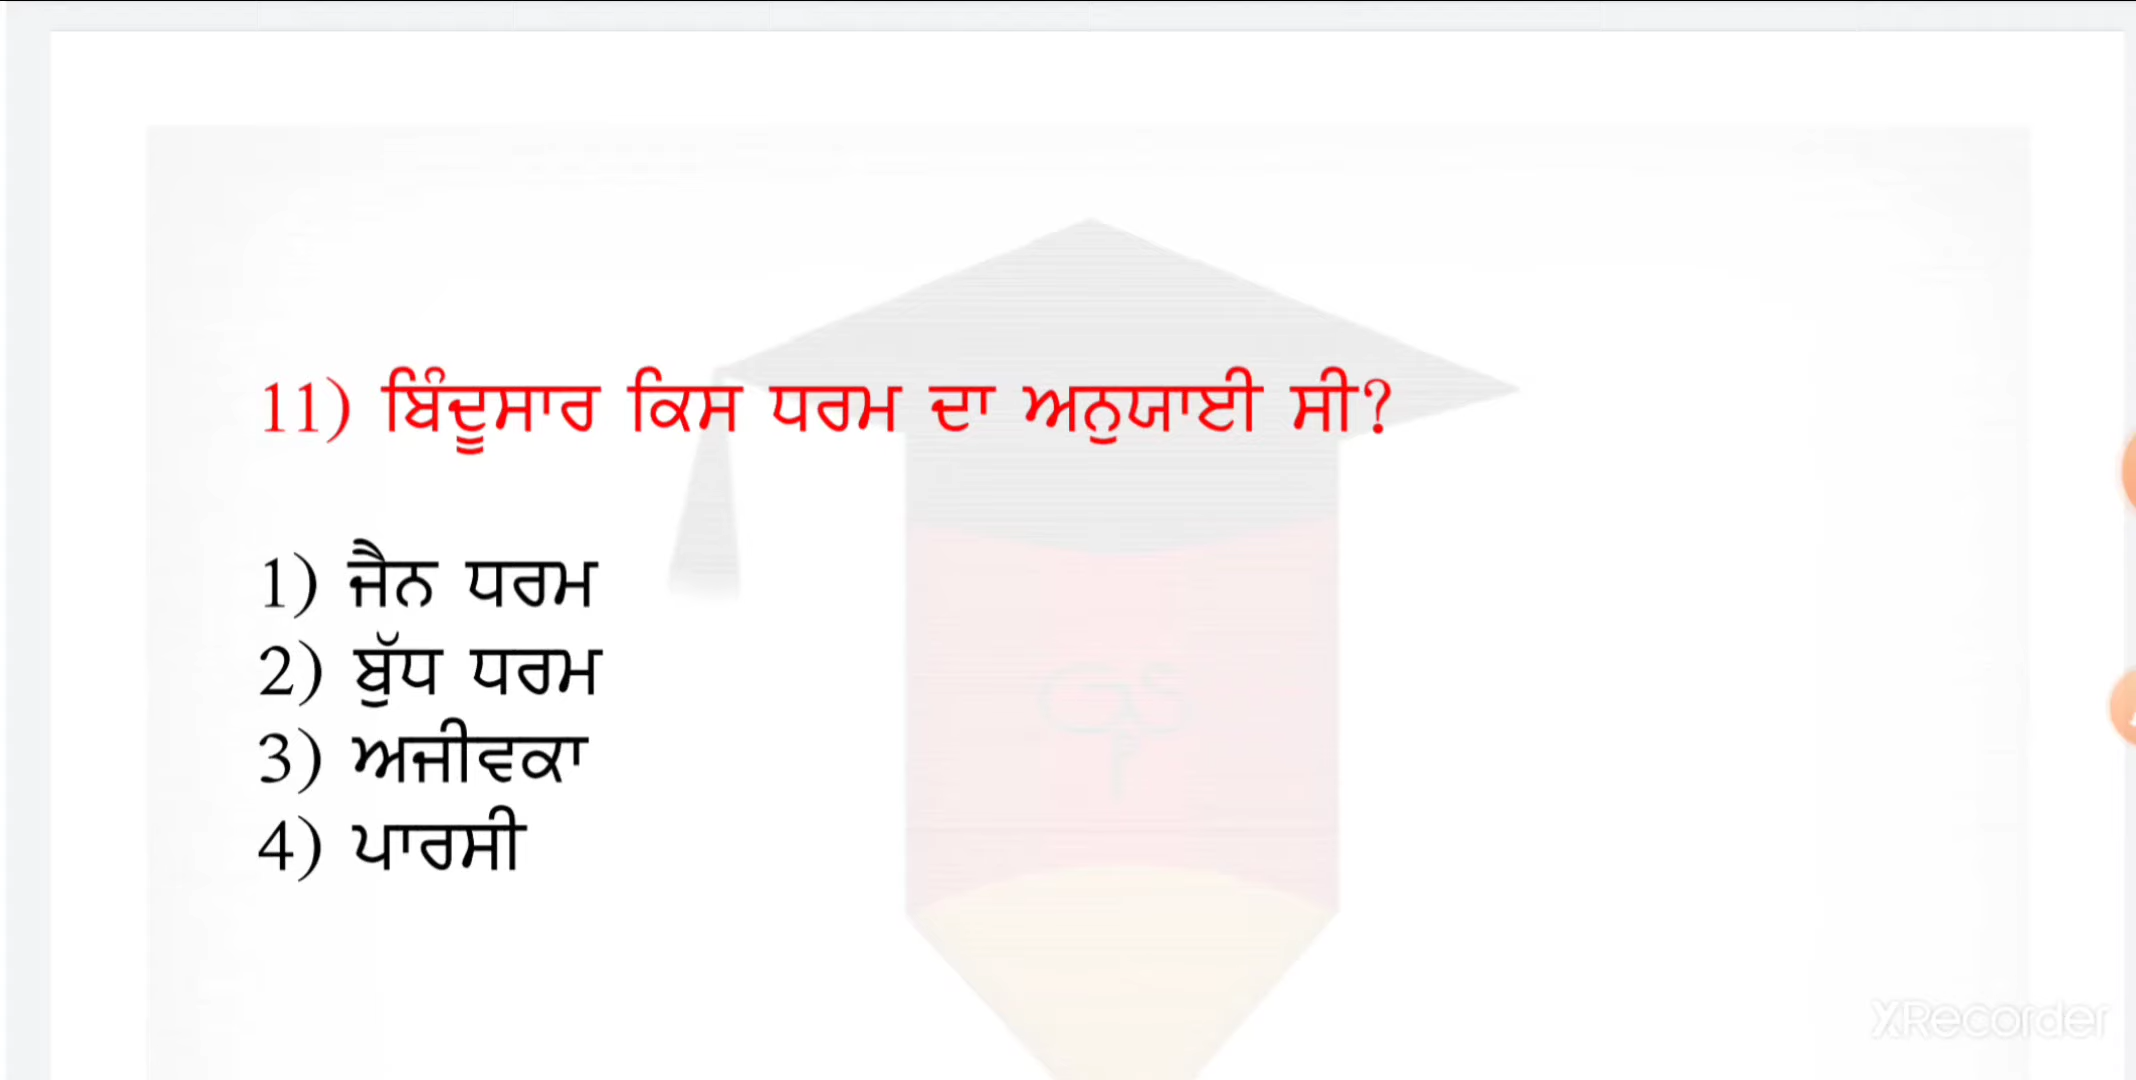 11) ਬਿੰਦੂਸਾਰ ਕਿਸ ਧਰਮ ਦਾ ਅਨੁਯਾਈ ਸੀ?
1) ਜੈਨ ਧਰਮ
2) ਬੁੱਧ ਧਰਮ
3) ਅਜੀਵਕਾ
4) ਪਾਰਸੀ
XRecorder